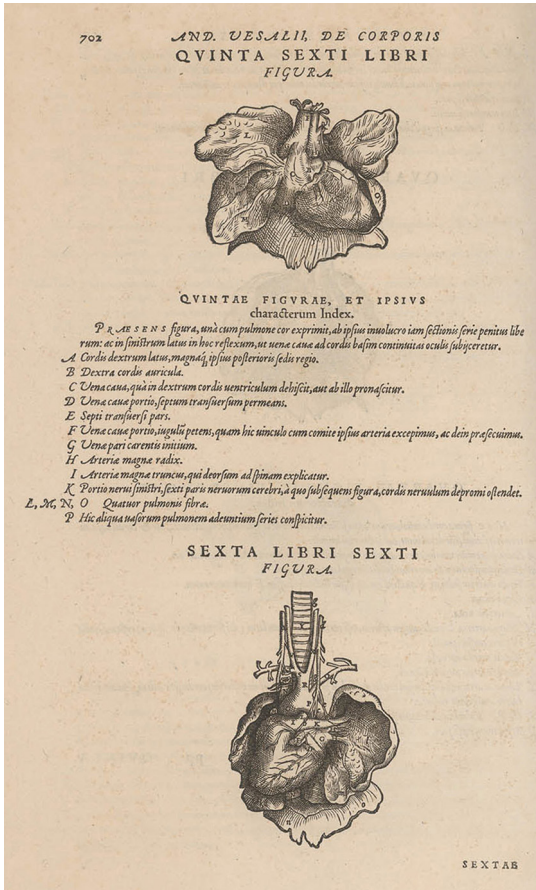 702 AND. VESALII, DE CORPORIS
QVINTA SEXTI LIBRI
FIGURA.
QVINTAE FIGVRAE, ET IPSIVS
characterum Index.
PRAESENS figura, unà cum pulmone cor exprimit, ab ipsius inuolucro iam sectionis serie penitus libe
rum: ac in sinistrum latus in hoc reflexum, ut uenæ cauæ ad cordis basim continuitas oculis subijceretur.
A Cordis dextrum latus, magnaq́; ipsius posterioris sedis regio.
B Dextra cordis auricula.
C Vena caua, quà in dextrum cordis uentriculum dehiscit, aut ab illo pronascitur.
D Venæ cauæ portio, septum transuersum permeans.
E Septi transuersi pars.
F Venæ cauæ portio, iugulũ petens, quam hic uinculo cum comite ipsius arteria excepimus, ac dein præsecuimus.
G Venæ pari carentis initium.
H Arteriæ magnæ radix.
I Arteriæ magnæ truncus, qui deorsum ad spinam explicatur.
K Portio nerui sinistri, sexti paris neruorum cerebri, à quo subsequens figura, cordis neruulum depromi ostendet.
L, M, N, O Quatuor pulmonis fibræ.
P Hic aliqua uasorum pulmonem adeuntium series conspicitur.
SEXTA LIBRI SEXTI
FIGURA.
SEXTAE